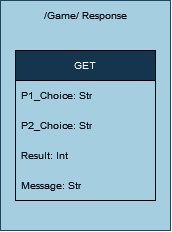 /Game/ Response
GET
P1_Choice: Str
P2_Choice: Str
Result: Int
Message: Str